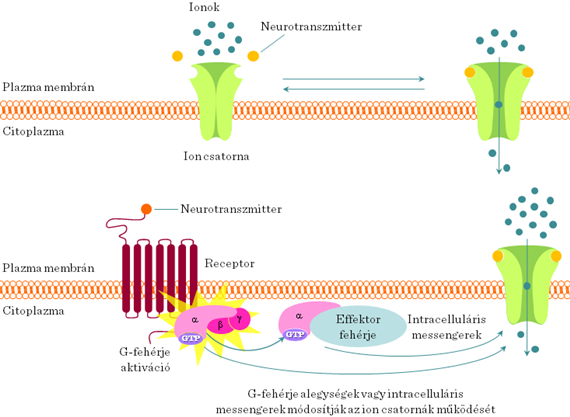 Ionok
Neurotranszmitter
Plazma membrán
Citoplazma
Ion csatorna
Neurotranszmitter
Receptor
Plazma membrán
Citoplazma
α
β
γ
GTP
G-fehérje
aktiváció
α
GTP
Effektor
fehérje
Intracelluláris
messengerek
G-fehérje alegységek vagy intracelluláris
messengerek módosítják az ion csatornák működését